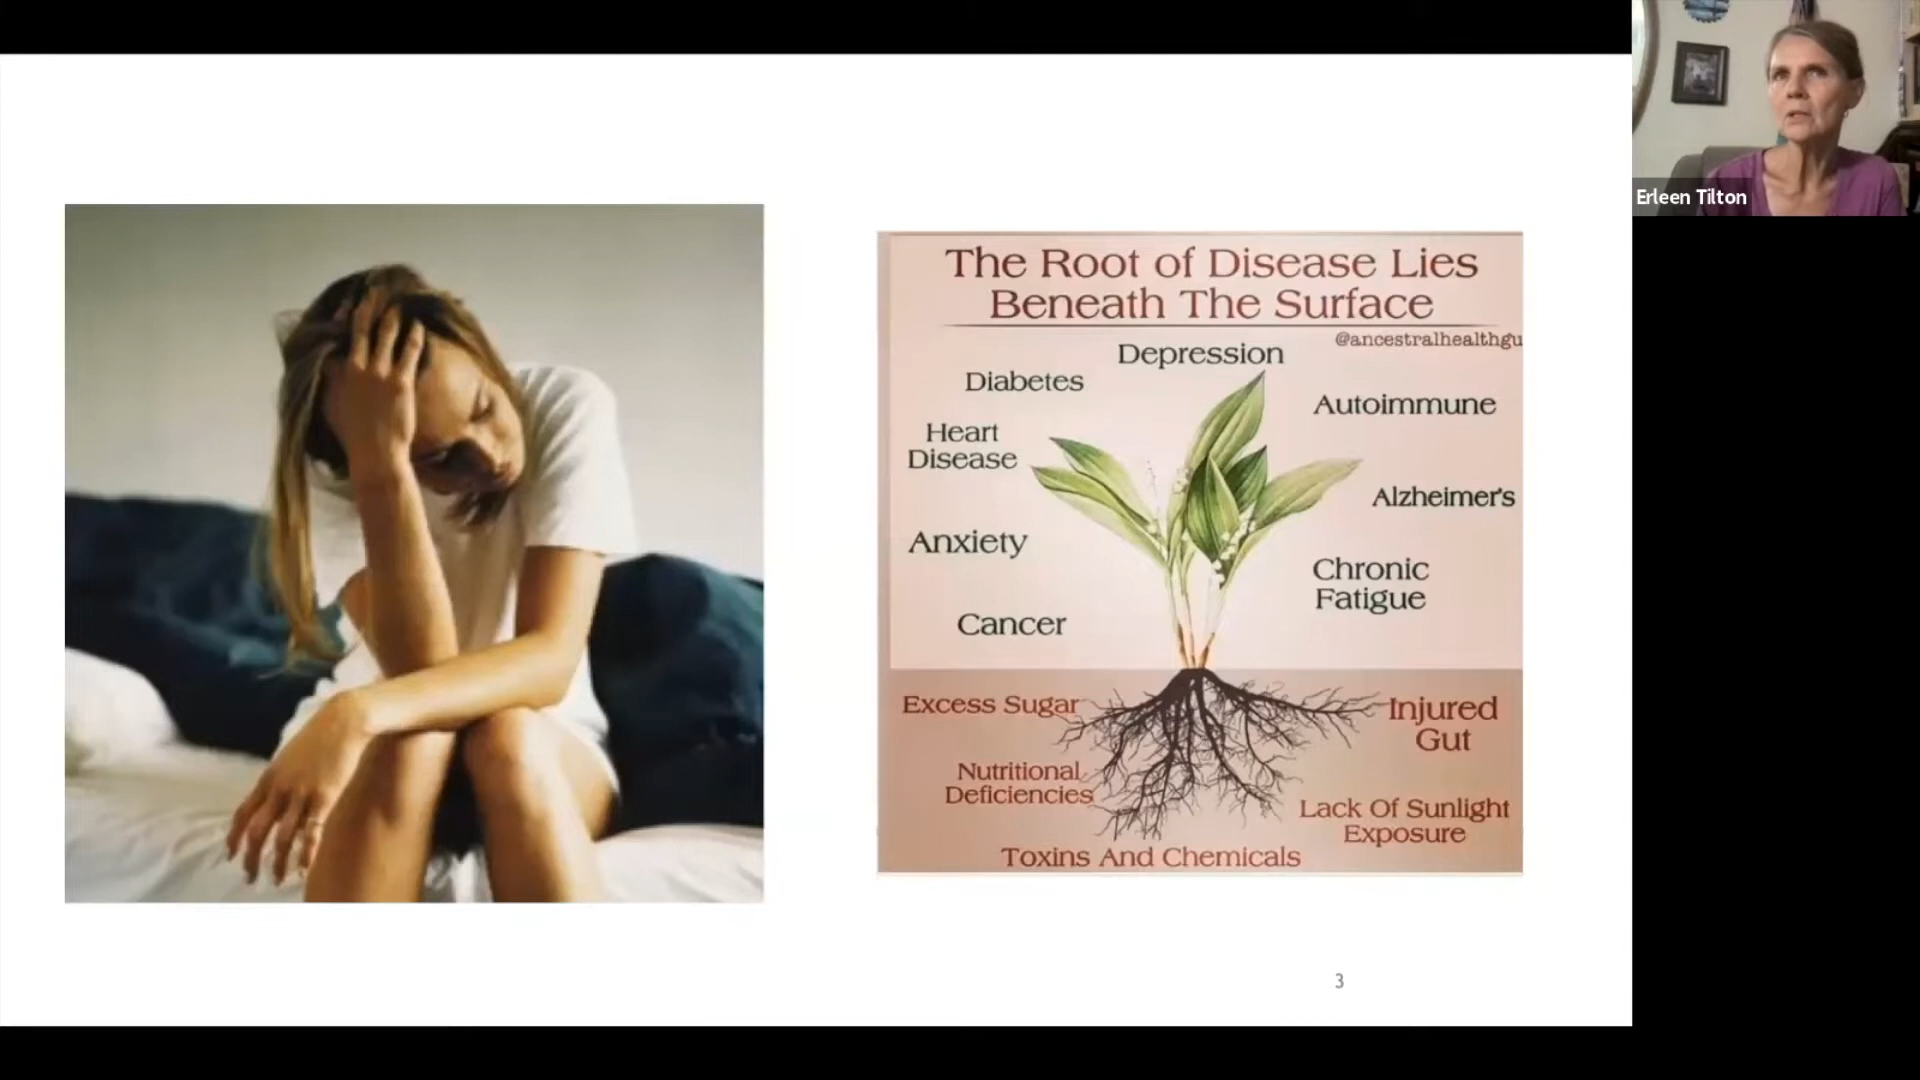 Erleen Tilton
The Root of Disease Lies
Beneath The Surface
@ancestralhealthgu
Depression
Diabetes
Autoimmune
Heart
Disease
Alzheimer's
Anxiety
Chronic
Fatigue
Cancer
Excess Sugar
Injured
Gut
Nutritional
Deficiencies
Lack Of Sunlight
Exposure
Toxins And Chemicals
3